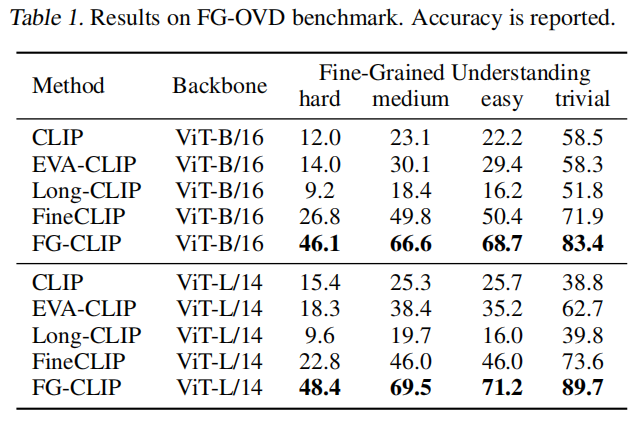 Table 1. Results on FG-OVD benchmark. Accuracy is reported.
Method Backbone Fine-Grained Understanding
hard medium easy trivial
CLIP ViT-B/16 12.0 23.1 22.2 58.5
EVA-CLIP ViT-B/16 14.0 30.1 29.4 58.3
Long-CLIP ViT-B/16 9.2 18.4 16.2 51.8
FineCLIP ViT-B/16 26.8 49.8 50.4 71.9
FG-CLIP ViT-B/16 46.1 66.6 68.7 83.4
CLIP ViT-L/14 15.4 25.3 25.7 38.8
EVA-CLIP ViT-L/14 18.3 38.4 35.2 62.7
Long-CLIP ViT-L/14 9.6 19.7 16.0 39.8
FineCLIP ViT-L/14 22.8 46.0 46.0 73.6
FG-CLIP ViT-L/14 48.4 69.5 71.2 89.7